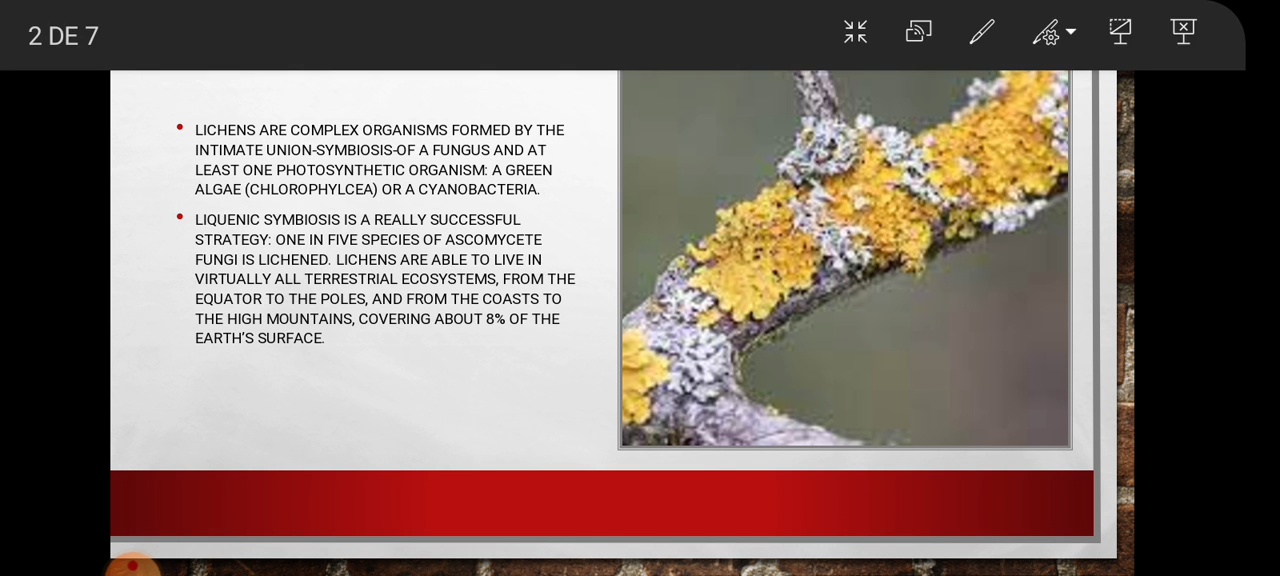 2 DE 7
• LICHENS ARE COMPLEX ORGANISMS FORMED BY THE
INTIMATE UNION-SYMBIOSIS-OF A FUNGUS AND AT
LEAST ONE PHOTOSYNTHETIC ORGANISM: A GREEN
ALGAE (CHLOROPHYLCEA) OR A CYANOBACTERIA.
• LIQUENIC SYMBIOSIS IS A REALLY SUCCESSFUL
STRATEGY: ONE IN FIVE SPECIES OF ASCOMYCETE
FUNGI IS LICHENED. LICHENS ARE ABLE TO LIVE IN
VIRTUALLY ALL TERRESTRIAL ECOSYSTEMS, FROM THE
EQUATOR TO THE POLES, AND FROM THE COASTS TO
THE HIGH MOUNTAINS, COVERING ABOUT 8% OF THE
EARTH'S SURFACE.